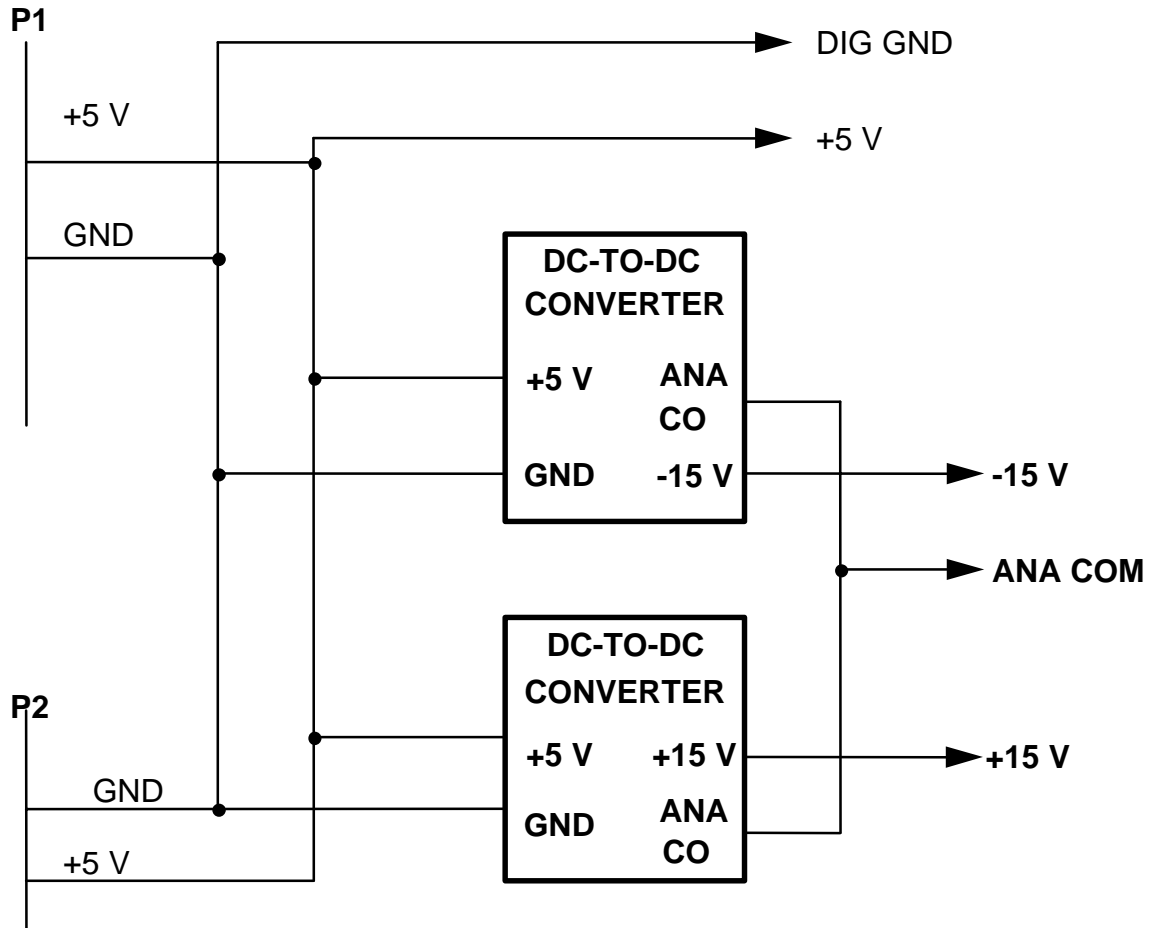 P1
DIG GND
+5 V
+5 V
GND
DC-TO-DC
CONVERTER
+5 V
ANA
CO
GND
-15 V
-15 V
ANA COM
DC-TO-DC
CONVERTER
P2
+5 V
+15 V
+15 V
GND
GND
ANA
CO
+5 V